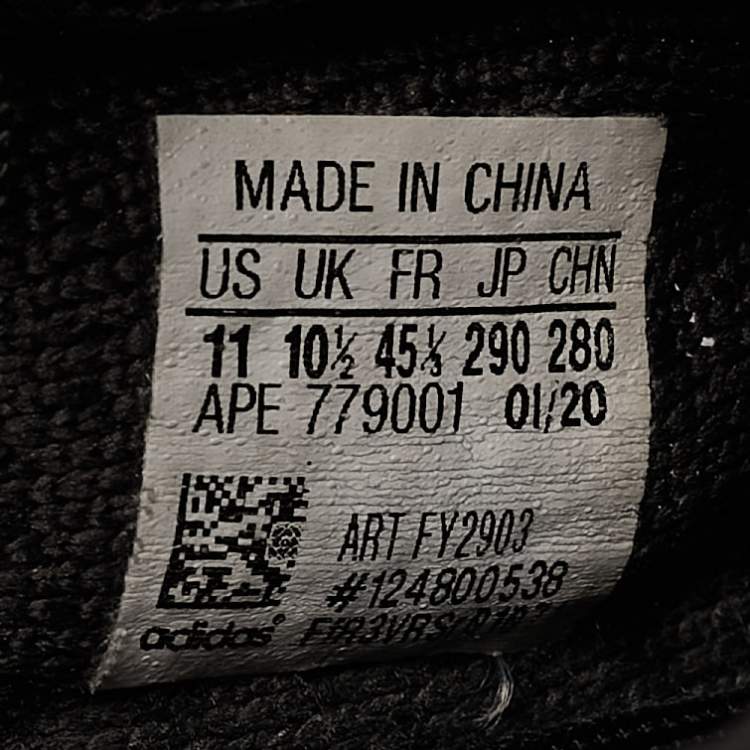 MADE IN CHINA
US UK FR JP CHN
11 10½ 45⅓ 290 280
APE 779001 01/20
ART FY2903
#124800538
adidas®